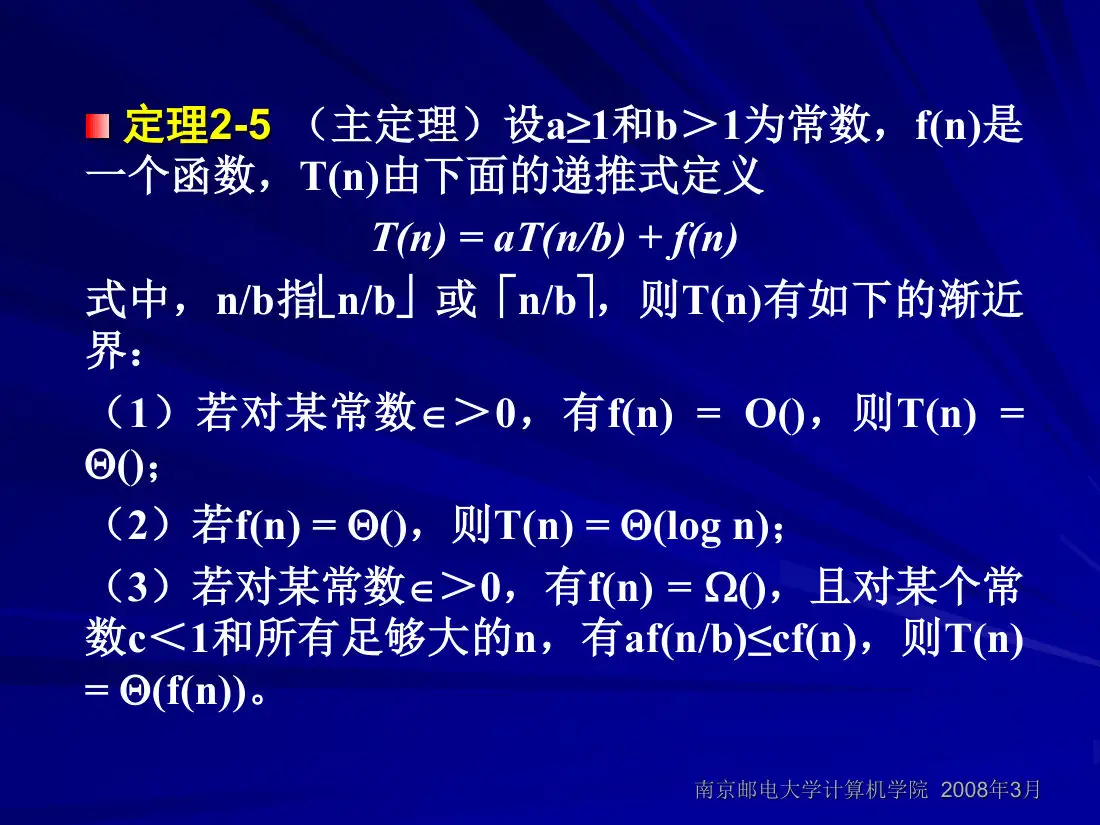 定理2-5 （主定理）设a≥1和b＞1为常数，f(n)是
一个函数，T(n)由下面的递推式定义
T(n) = aT(n/b) + f(n)
式中，n/b指⌊n/b⌋ 或⌈n/b⌉，则T(n)有如下的渐近
界：
（1）若对某常数∈＞0，有f(n) = O()，则T(n) =
Θ()；
（2）若f(n) = Θ()，则T(n) = Θ(log n)；
（3）若对某常数∈＞0，有f(n) = Ω()，且对某个常
数c＜1和所有足够大的n，有af(n/b)≤cf(n)，则T(n)
= Θ(f(n))。
南京邮电大学计算机学院 2008年3月